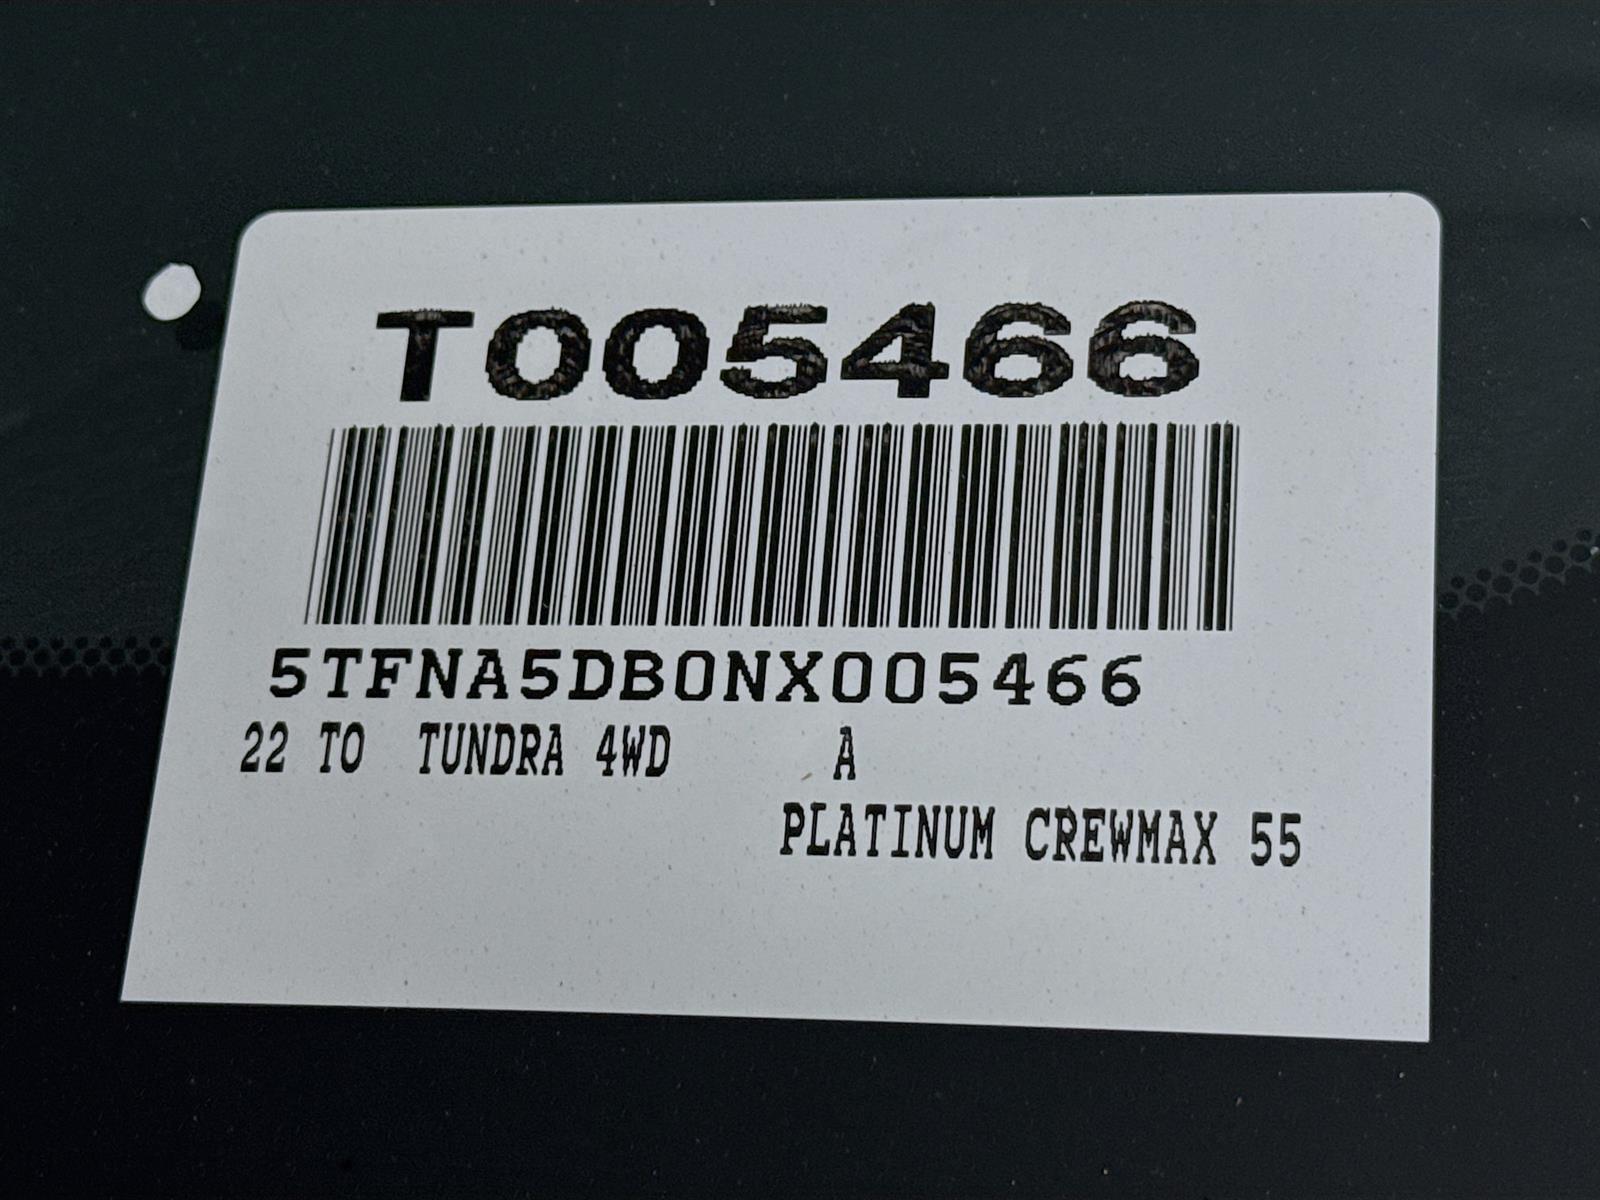 T005466
5TFNA5DB0NX005466
22 TO TUNDRA 4WD A
PLATINUM CREWMAX 55